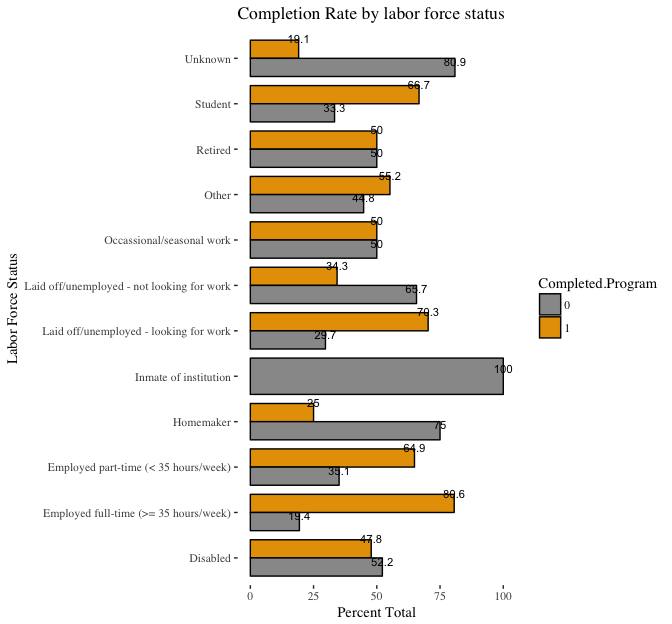 Completion Rate by labor force status
Labor Force Status
Unknown
19.1
80.9
Student
66.7
33.3
Retired
50
50
Other
55.2
44.8
Occassional/seasonal work
50
50
Laid off/unemployed - not looking for work
34.3
65.7
Laid off/unemployed - looking for work
70.3
29.7
Inmate of institution
100
Homemaker
25
75
Employed part-time (< 35 hours/week)
64.9
35.1
Employed full-time (>= 35 hours/week)
80.6
19.4
Disabled
47.8
52.2
0 25 50 75 100
Percent Total
Completed.Program
0
1